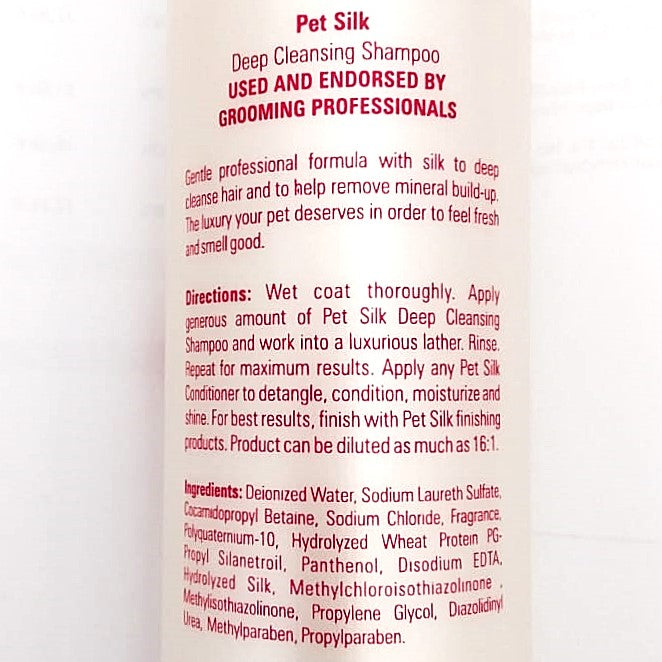 Pet Silk
Deep Cleansing Shampoo
USED AND ENDORSED BY
GROOMING PROFESSIONALS
Gentle professional formula with silk to deep
cleanse hair and to help remove mineral build-up.
The luxury your pet deserves in order to feel fresh
and smell good.
Directions: Wet coat thoroughly. Apply
generous amount of Pet Silk Deep Cleansing
Shampoo and work into a luxurious lather. Rinse.
Repeat for maximum results. Apply any Pet Silk
Conditioner to detangle, condition, moisturize and
shine. For best results, finish with Pet Silk finishing
products. Product can be diluted as much as 16:1.
Ingredients: Deionized Water, Sodium Laureth Sulfate,
Cocamidopropyl Betaine, Sodium Chloride, Fragrance,
Polyquaternium-10, Hydrolyzed Wheat Protein PG-
Propyl Silanetroil, Panthenol, Disodium EDTA,
Hydrolyzed Silk, Methylchloroisothiazolinone ,
Methylisothiazolinone, Propylene Glycol, Diazolidinyl
Urea, Methylparaben, Propylparaben.